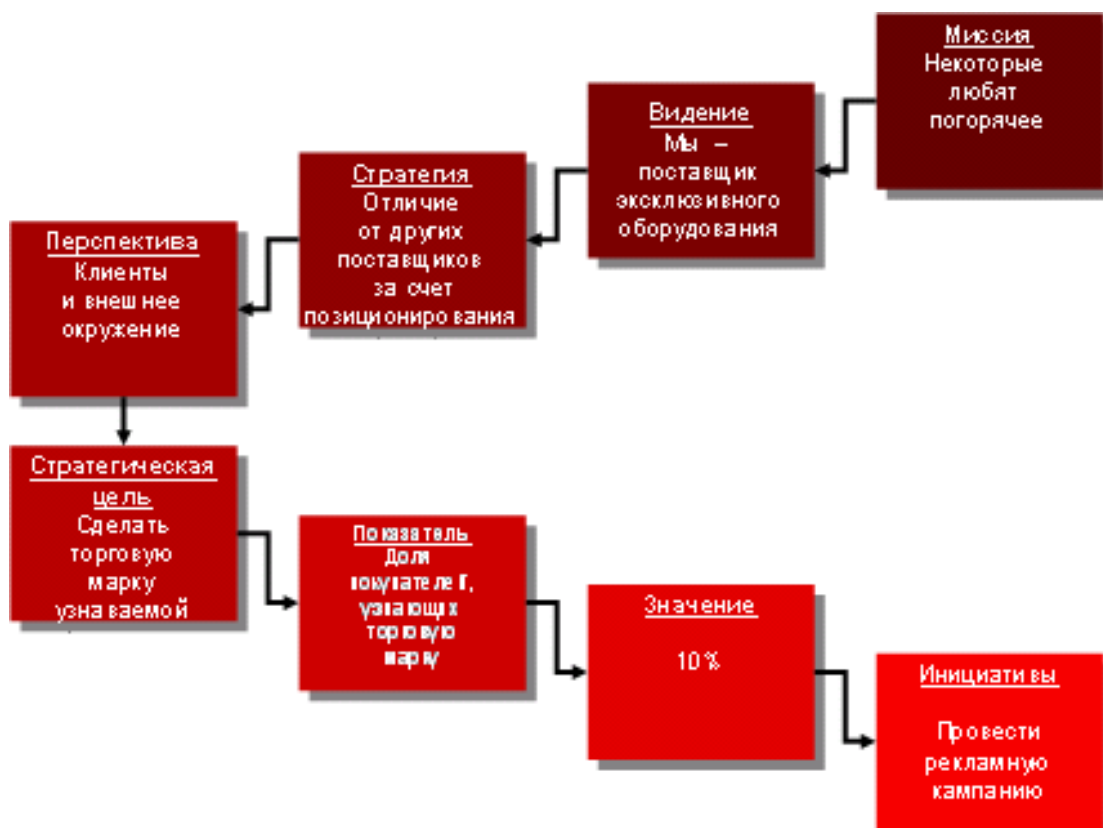 Миссия
Некоторые
любят
погорячее
Видение
Мы –
поставщик
эксклюзивного
оборудования
Стратегия
Отличие
от других
поставщиков
за счет
позиционирования
Перспектива
Клиенты
и внешнее
окружение
Стратегическая
цель
Сделать
торговую
марку
узнаваемой
Показатель
Доля
покупателей,
узнающих
торговую
марку
Значение
10%
Инициативы
Провести
рекламную
кампанию